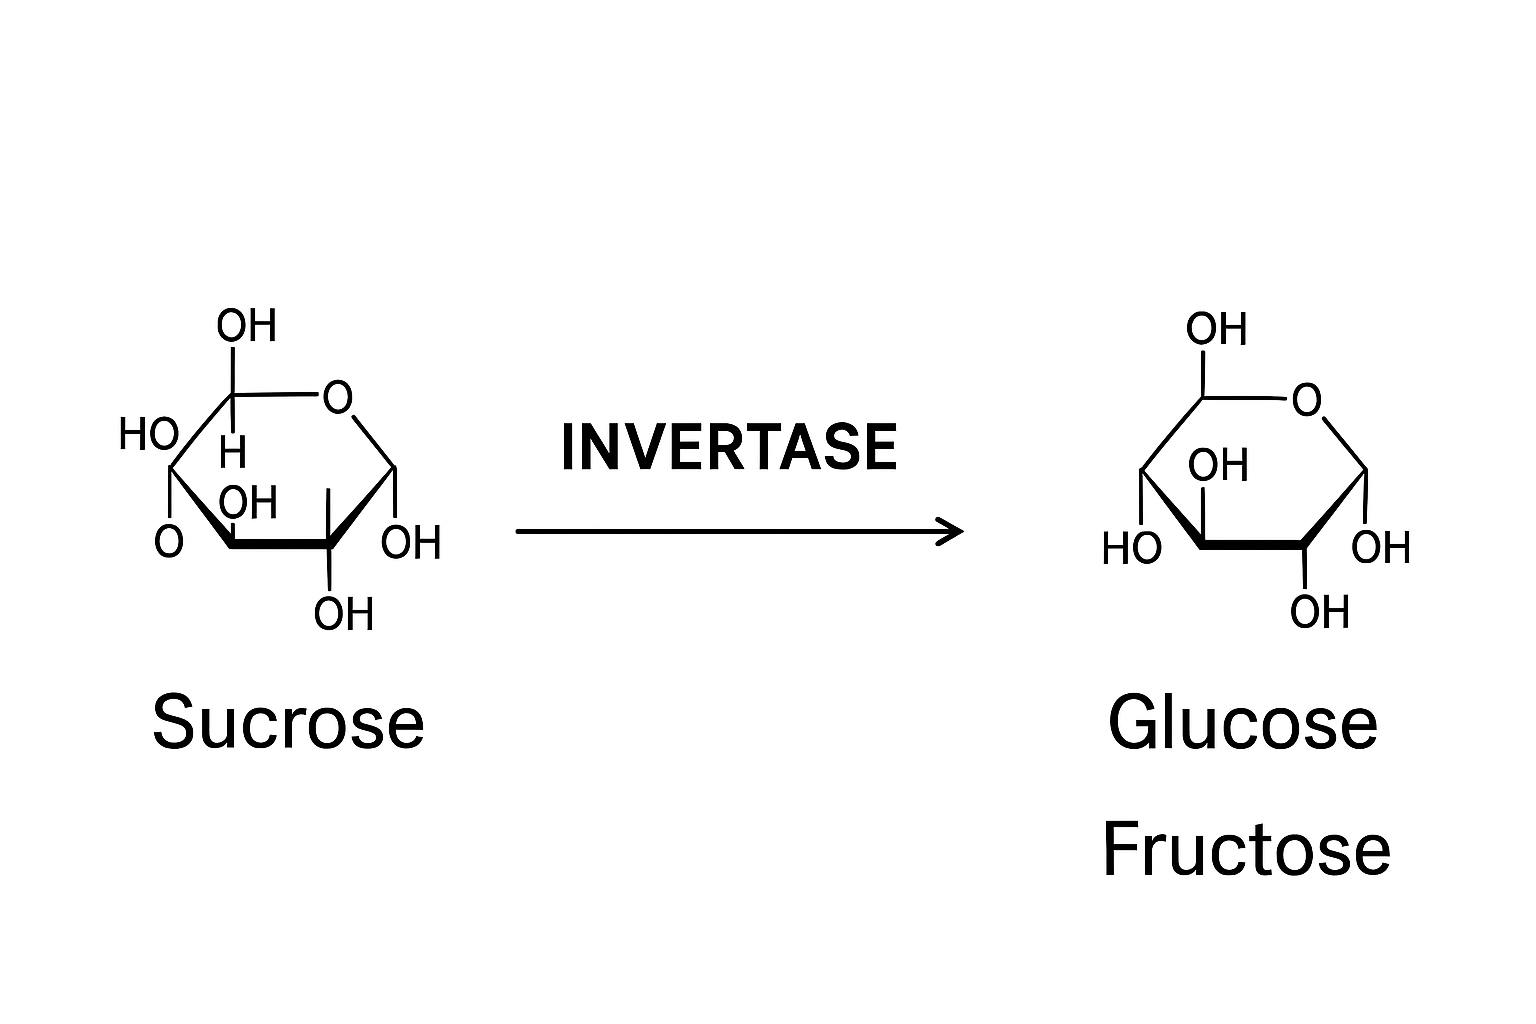 OH
O
HO
H
OH
O
OH
OH
Sucrose
INVERTASE
OH
O
OH
HO
OH
OH
Glucose
Fructose